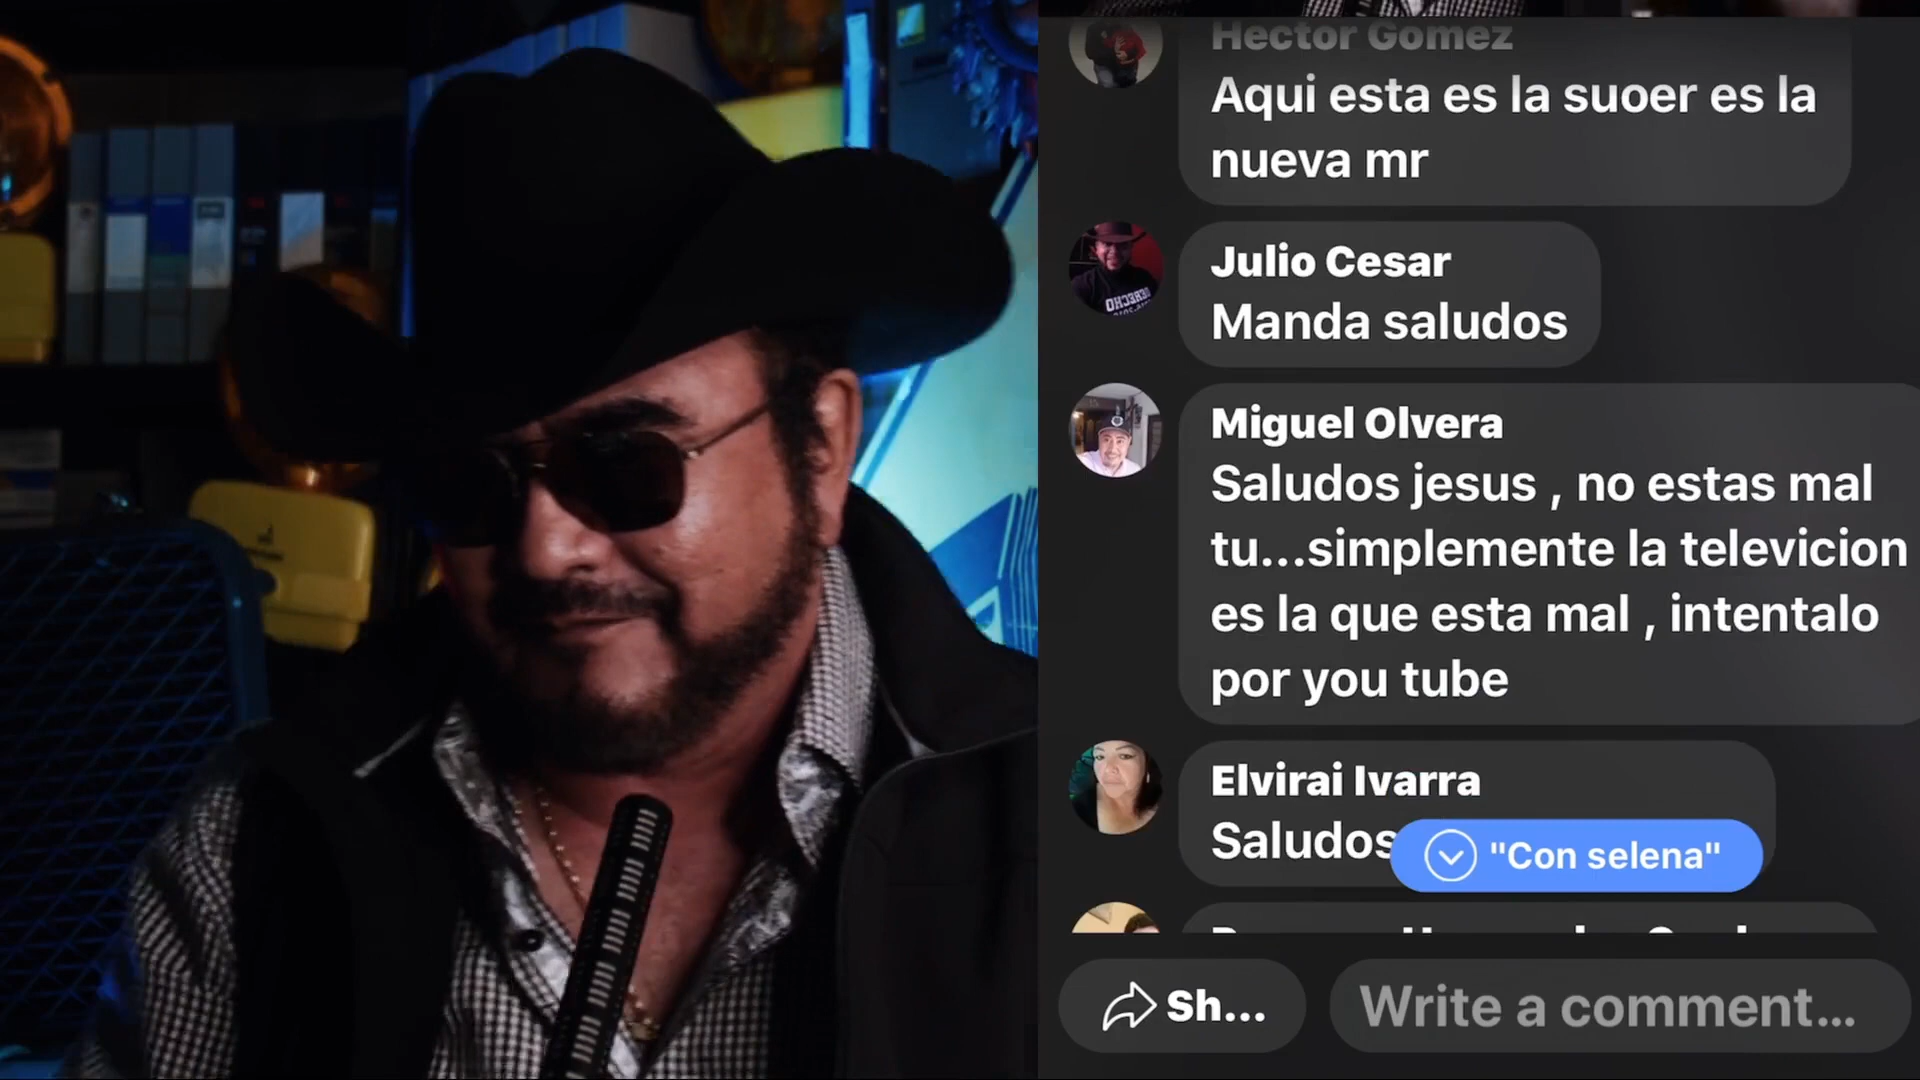 Hector Gomez
Aqui esta es la suoer es la
nueva mr
Julio Cesar
Manda saludos
Miguel Olvera
Saludos jesus , no estas mal
tu...simplemente la televicion
es la que esta mal , intentalo
por you tube
Elvirai Ivarra
Saludos
"Con selena"
Sh...
Write a comment...